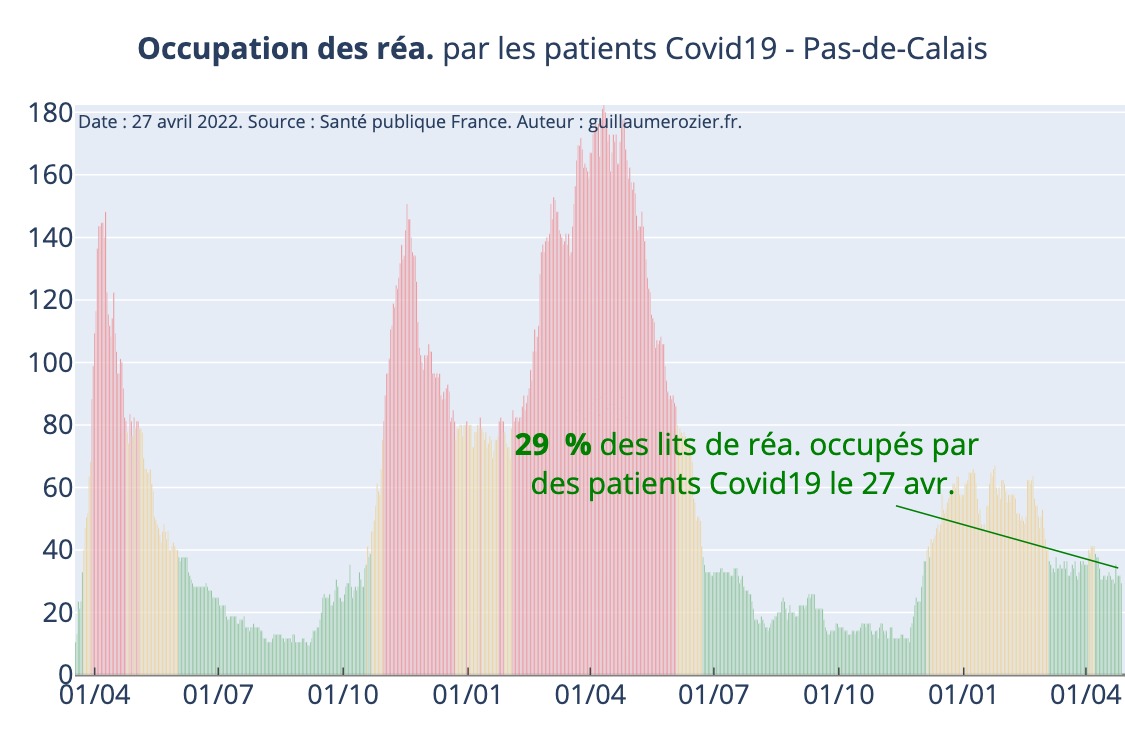 Occupation des réa. par les patients Covid19 - Pas-de-Calais
180
Date : 27 avril 2022. Source : Santé publique France. Auteur : guillaumerozier.fr.
160
140
120
100
80
29 % des lits de réa. occupés par
des patients Covid19 le 27 avr.
60
40
20
0
01/04 01/07 01/10 01/01 01/04 01/07 01/10 01/01 01/04